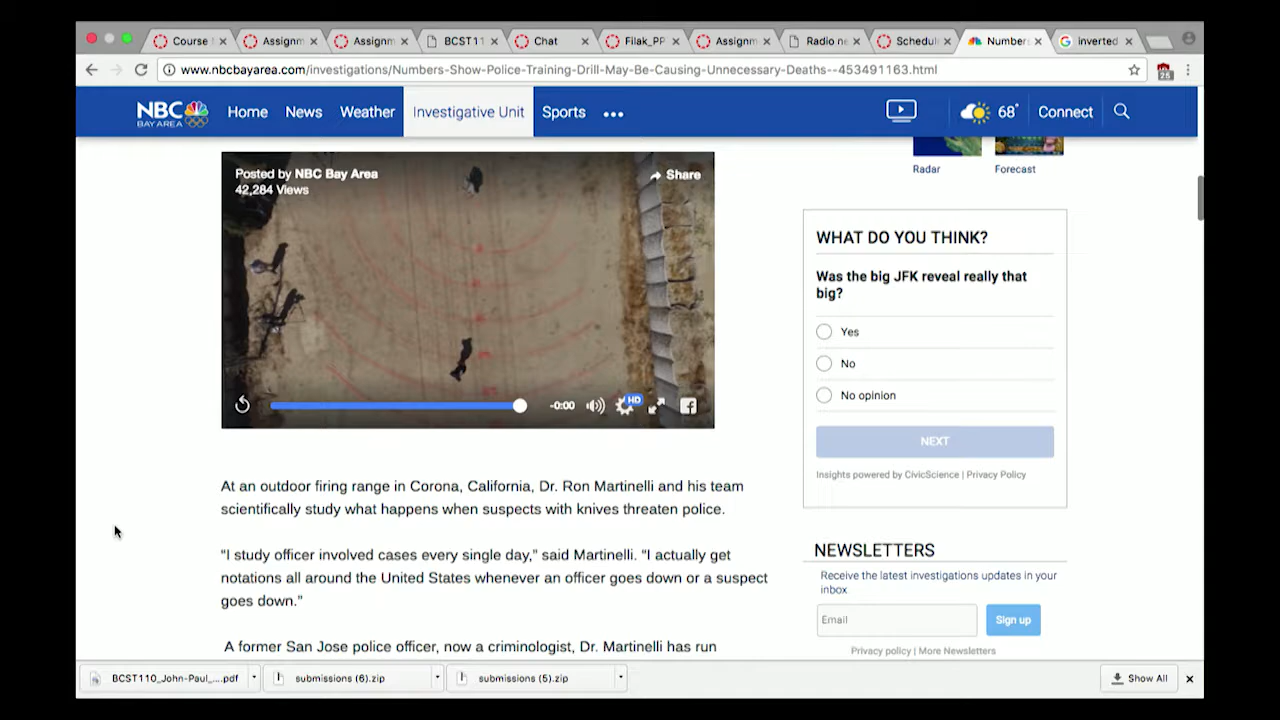 Course
Assignm
Assignm
BCST11
Chat
Filak_PP
Assignm
Radio ne
Schedul
Numbers
inverted
www.nbcbayarea.com/investigations/Numbers-Show-Police-Training-Drill-May-Be-Causing-Unnecessary-Deaths--453491163.html
25
NBC
BAY AREA
Home
News
Weather
Investigative Unit
Sports
68°
Connect
Posted by NBC Bay Area
42,284 Views
Share
-0:00
HD
Radar
Forecast
WHAT DO YOU THINK?
Was the big JFK reveal really that
big?
Yes
No
No opinion
NEXT
Insights powered by CivicScience | Privacy Policy
At an outdoor firing range in Corona, California, Dr. Ron Martinelli and his team
scientifically study what happens when suspects with knives threaten police.
“I study officer involved cases every single day,” said Martinelli. “I actually get
notations all around the United States whenever an officer goes down or a suspect
goes down.”
A former San Jose police officer, now a criminologist, Dr. Martinelli has run
NEWSLETTERS
Receive the latest investigations updates in your
inbox
Email
Sign up
Privacy policy | More Newsletters
BCST110_John-Paul_....pdf
submissions (6).zip
submissions (5).zip
Show All